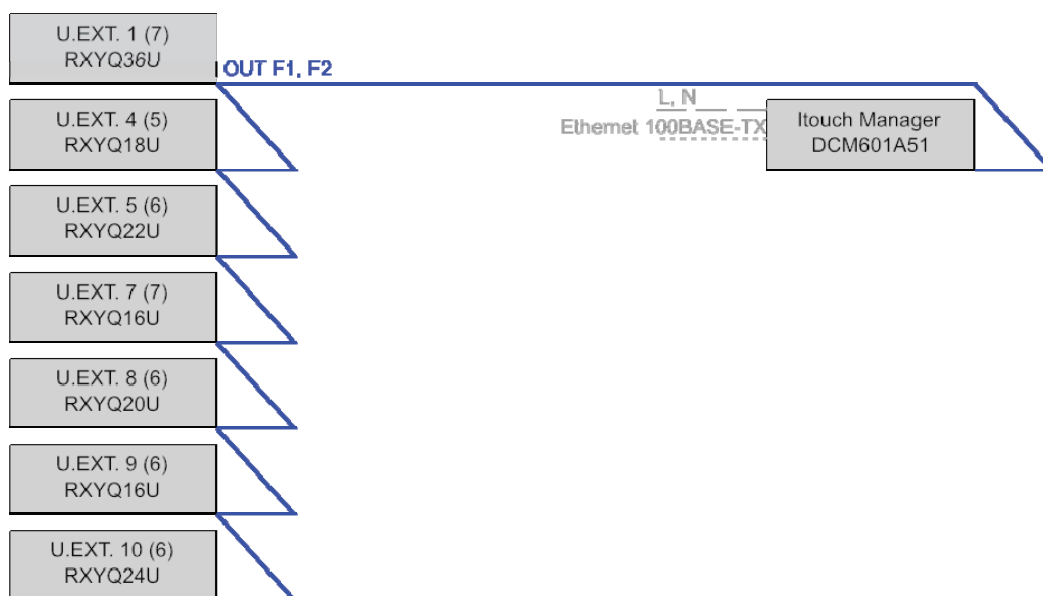 U.EXT. 1 (7)
RXYQ36U
OUT F1, F2
L, N
Ethernet 100BASE-TX
Itouch Manager
DCM601A51
U.EXT. 4 (5)
RXYQ18U
U.EXT. 5 (6)
RXYQ22U
U.EXT. 7 (7)
RXYQ16U
U.EXT. 8 (6)
RXYQ20U
U.EXT. 9 (6)
RXYQ16U
U.EXT. 10 (6)
RXYQ24U